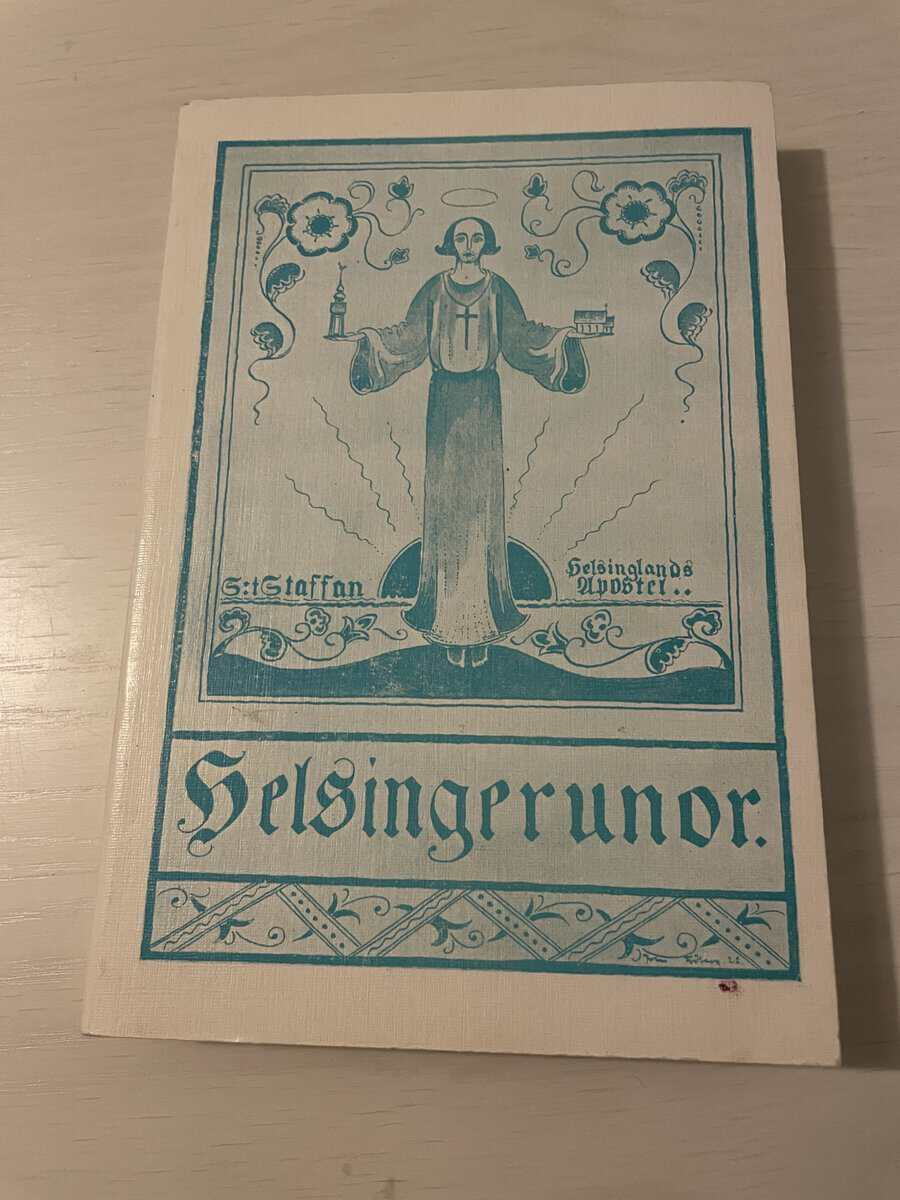 S:t Staffan
Helsinglands
Apostel..
Helsingerunor.